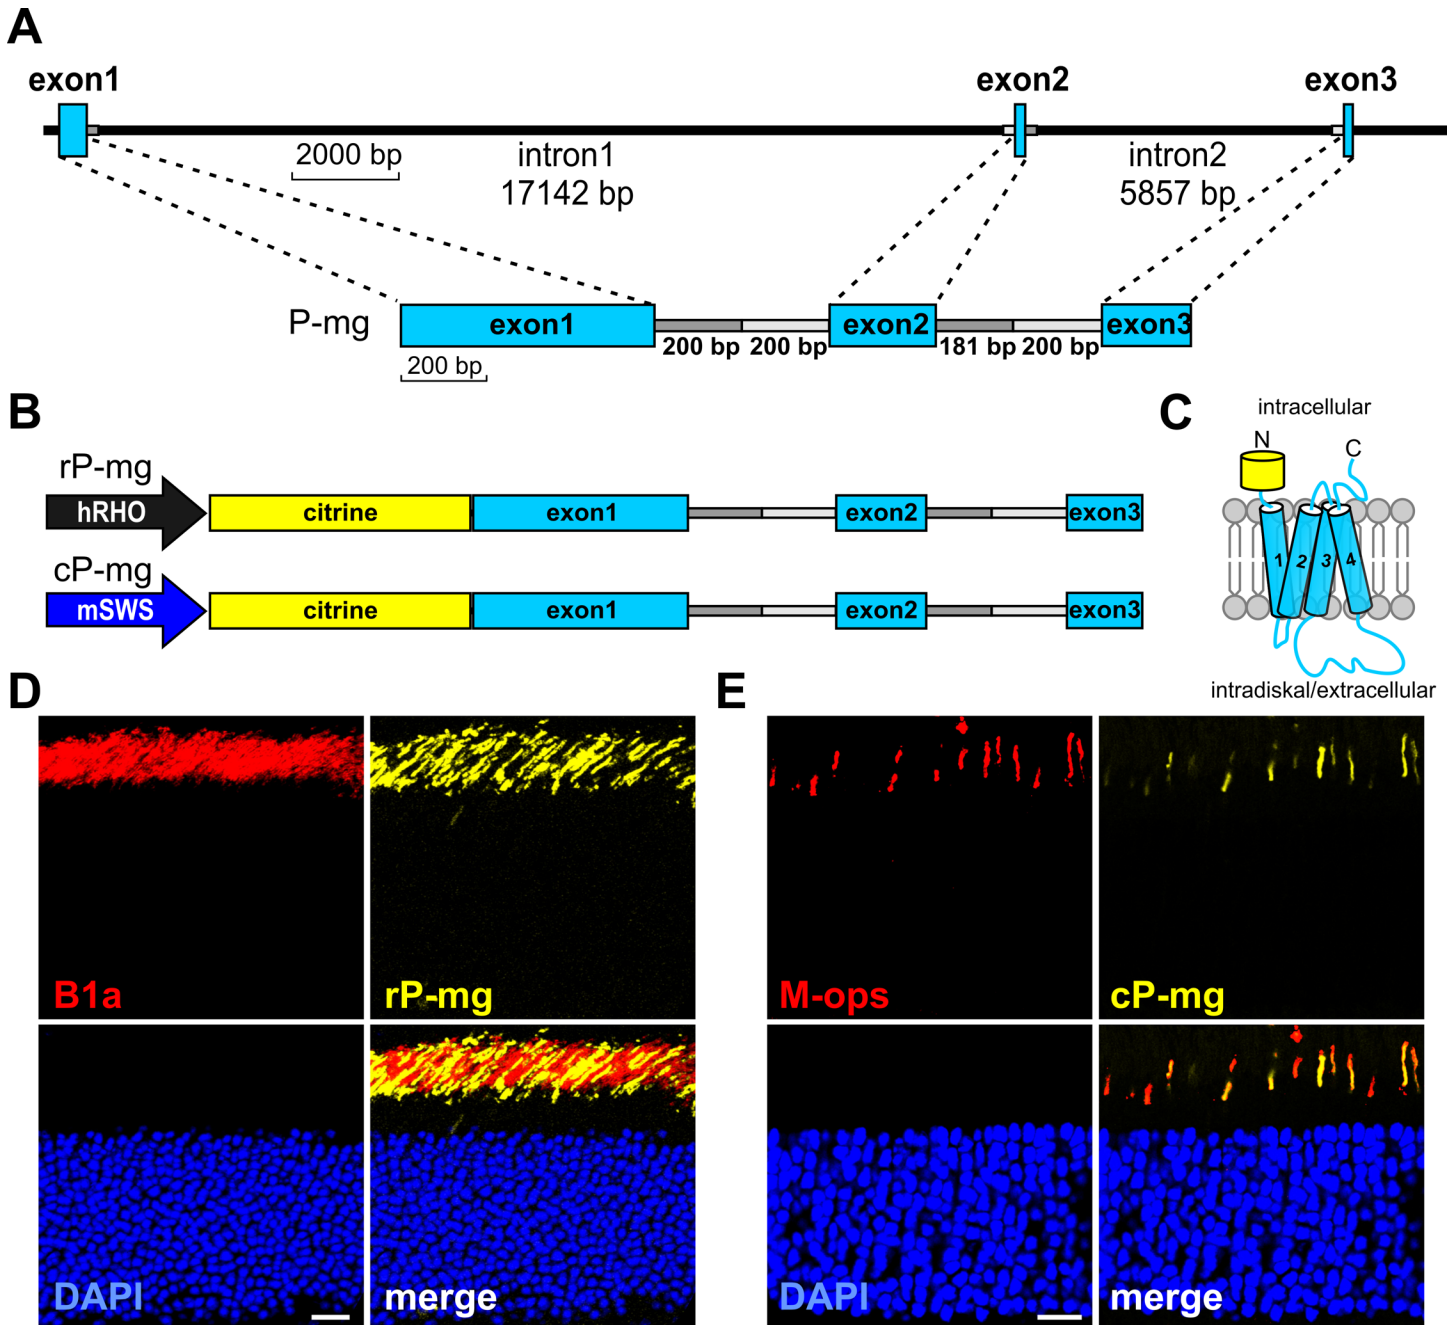 A
exon1
exon2
exon3
2000 bp
intron1
17142 bp
intron2
5857 bp
P-mg
exon1
exon2
exon3
200 bp
200 bp
181 bp
200 bp
200 bp
B
rP-mg
hRHO
citrine
exon1
exon2
exon3
cP-mg
mSWS
citrine
exon1
exon2
exon3
C
intracellular
N
C
1
2
3
4
intradiskal/extracellular
D
B1a
rP-mg
DAPI
merge
E
M-ops
cP-mg
DAPI
merge